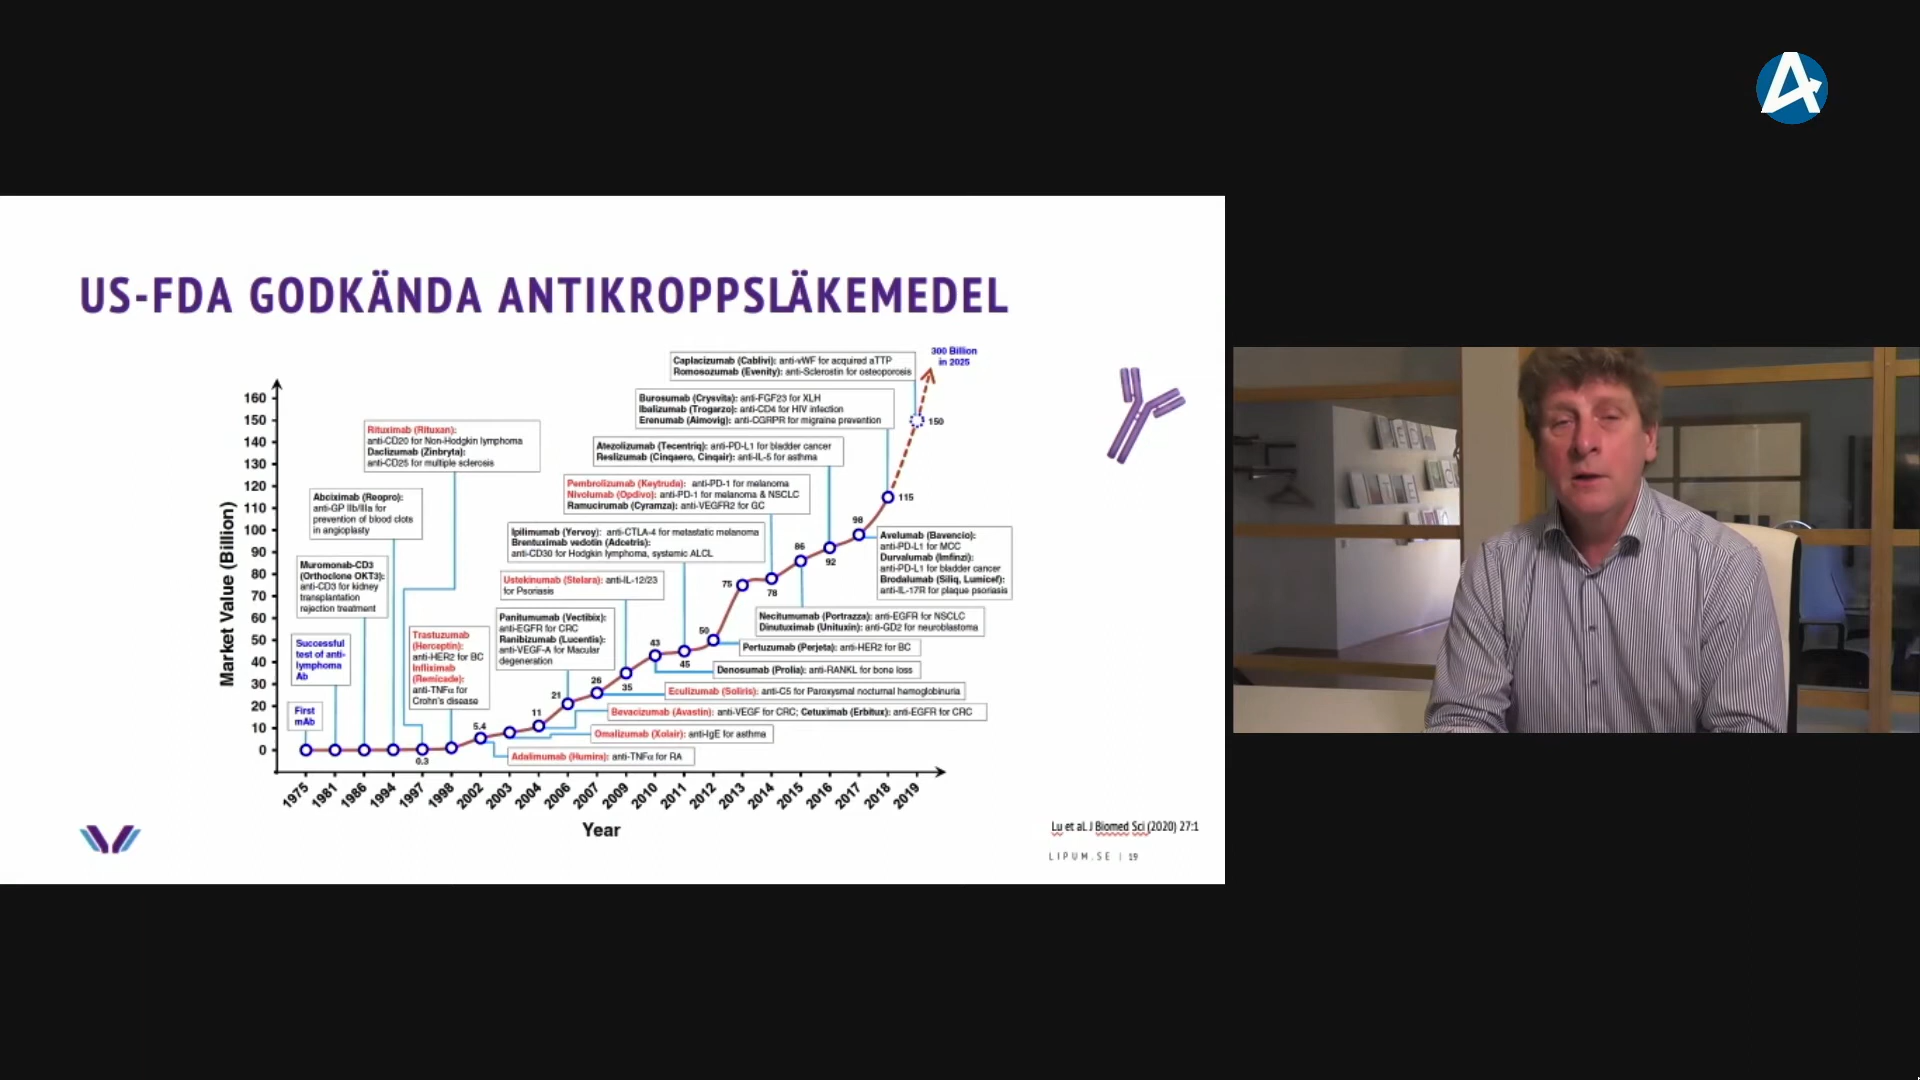 US-FDA GODKÄNDA ANTIKROPPSLÄKEMEDEL
300 Billion
in 2025
Caplacizumab (Cablivi): anti-vWF for acquired aTTP
Romosozumab (Evenity): anti-Sclerostin for osteoporosis
Burosumab (Crysvita): anti-FGF23 for XLH
Ibalizumab (Trogarzo): anti-CD4 for HIV infection
Erenumab (Aimovig): anti-CGRPR for migraine prevention
Atezolizumab (Tecentriq): anti-PD-L1 for bladder cancer
Reslizumab (Cinqaero, Cinqair): anti-IL-5 for asthma
Pembrolizumab (Keytruda): anti-PD-1 for melanoma
Nivolumab (Opdivo): anti-PD-1 for melanoma & NSCLC
Ramucirumab (Cyramza): anti-VEGFR2 for GC
Ipilimumab (Yervoy): anti-CTLA-4 for metastatic melanoma
Brentuximab vedotin (Adcetris):
anti-CD30 for Hodgkin lymphoma, systemic ALCL
Ustekinumab (Stelara): anti-IL-12/23
for Psoriasis
Panitumumab (Vectibix):
anti-EGFR for CRC
Ranibizumab (Lucentis):
anti-VEGF-A for Macular
degeneration
Rituximab (Rituxan):
anti-CD20 for Non-Hodgkin lymphoma
Daclizumab (Zinbryta):
anti-CD25 for multiple sclerosis
Abciximab (Reopro):
anti-GP IIb/IIIa for
prevention of blood clots
in angioplasty
Muromonab-CD3
(Orthoclone OKT3):
anti-CD3 for kidney
transplantation
rejection treatment
Successful
test of anti-
lymphoma
Ab
First
mAb
Trastuzumab
(Herceptin):
anti-HER2 for BC
Infliximab
(Remicade):
anti-TNFα for
Crohn's disease
Avelumab (Bavencio):
anti-PD-L1 for MCC
Durvalumab (Imfinzi):
anti-PD-L1 for bladder cancer
Brodalumab (Siliq, Lumicef):
anti-IL-17R for plaque psoriasis
Necitumumab (Portrazza): anti-EGFR for NSCLC
Dinutuximab (Unituxin): anti-GD2 for neuroblastoma
Pertuzumab (Perjeta): anti-HER2 for BC
Denosumab (Prolia): anti-RANKL for bone loss
Eculizumab (Soliris): anti-C5 for Paroxysmal nocturnal hemoglobinuria
Bevacizumab (Avastin): anti-VEGF for CRC; Cetuximab (Erbitux): anti-EGFR for CRC
Omalizumab (Xolair): anti-IgE for asthma
Adalimumab (Humira): anti-TNFα for RA
0.3
5.4
11
21
26
35
43
45
50
75
78
86
92
98
115
150
Market Value (Billion)
160
150
140
130
120
110
100
90
80
70
60
50
40
30
20
10
0
1975 1981 1986 1994 1997 1998 2002 2003 2004 2006 2007 2009 2010 2011 2012 2013 2014 2015 2016 2017 2018 2019
Year
Lu et al. J Biomed Sci (2020) 27:1
LIPUM.SE | 19